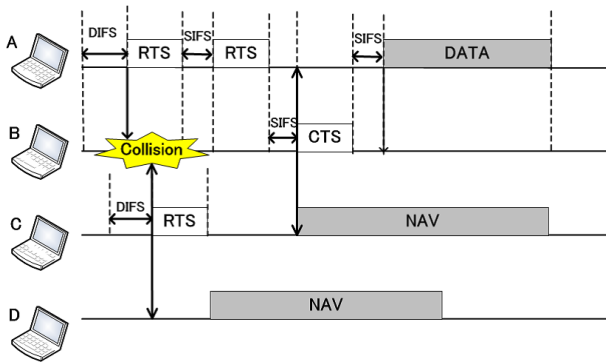 DIFS
SIFS
SIFS
A
RTS
RTS
DATA
SIFS
B
Collision
CTS
DIFS
C
RTS
NAV
D
NAV